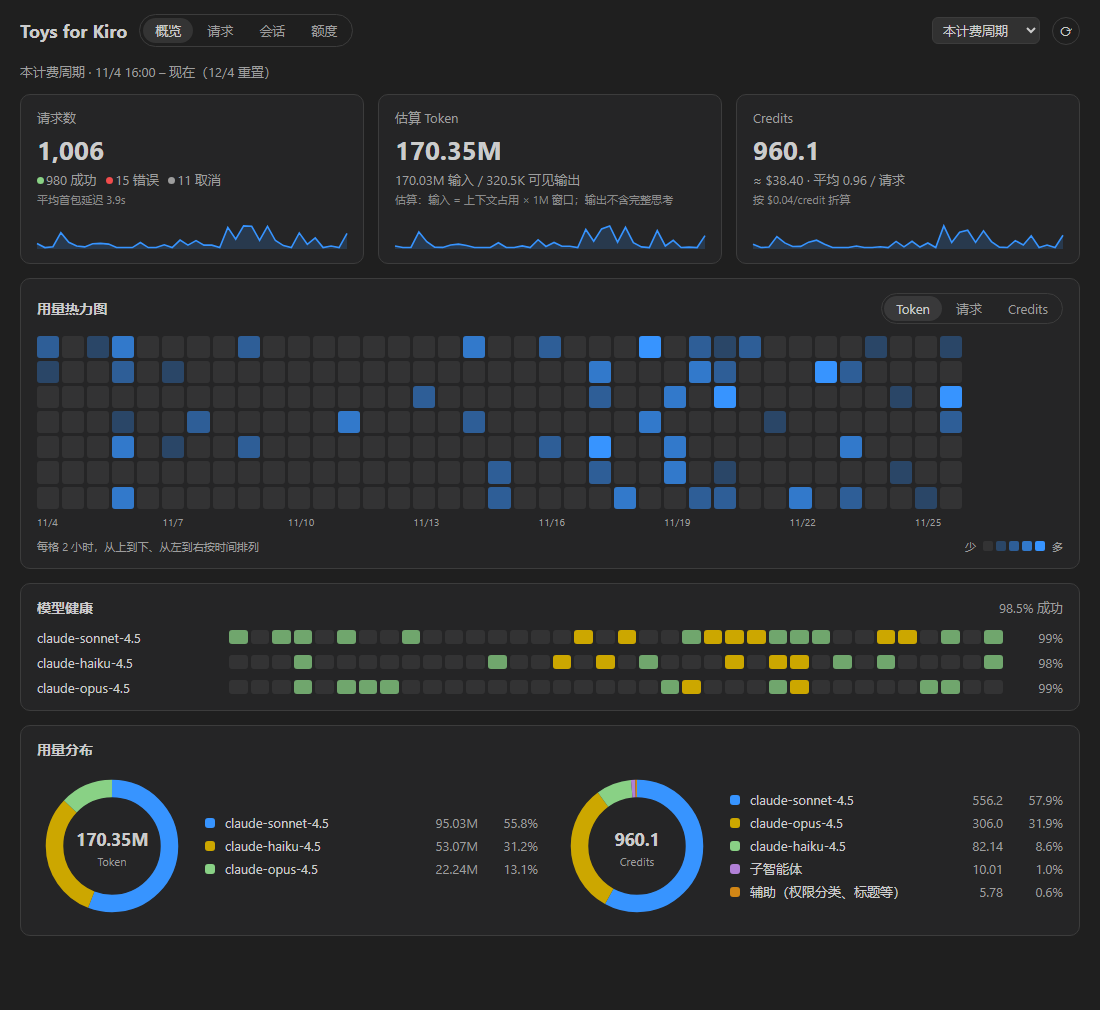 Toys for Kiro 概览 请求 会话 额度 本计费周期
本计费周期 · 11/4 16:00 – 现在（12/4 重置）
请求数
1,006
980 成功 15 错误 11 取消
平均首包延迟 3.9s
估算 Token
170.35M
170.03M 输入 / 320.5K 可见输出
估算：输入 = 上下文占用 × 1M 窗口；输出不含完整思考
Credits
960.1
≈ $38.40 · 平均 0.96 / 请求
按 $0.04/credit 折算
用量热力图 Token 请求 Credits
11/4 11/7 11/10 11/13 11/16 11/19 11/22 11/25
每格 2 小时，从上到下、从左到右按时间排列 少 多
模型健康 98.5% 成功
claude-sonnet-4.5 99%
claude-haiku-4.5 98%
claude-opus-4.5 99%
用量分布
170.35M
Token
claude-sonnet-4.5 95.03M 55.8%
claude-haiku-4.5 53.07M 31.2%
claude-opus-4.5 22.24M 13.1%
960.1
Credits
claude-sonnet-4.5 556.2 57.9%
claude-opus-4.5 306.0 31.9%
claude-haiku-4.5 82.14 8.6%
子智能体 10.01 1.0%
辅助（权限分类、标题等） 5.78 0.6%